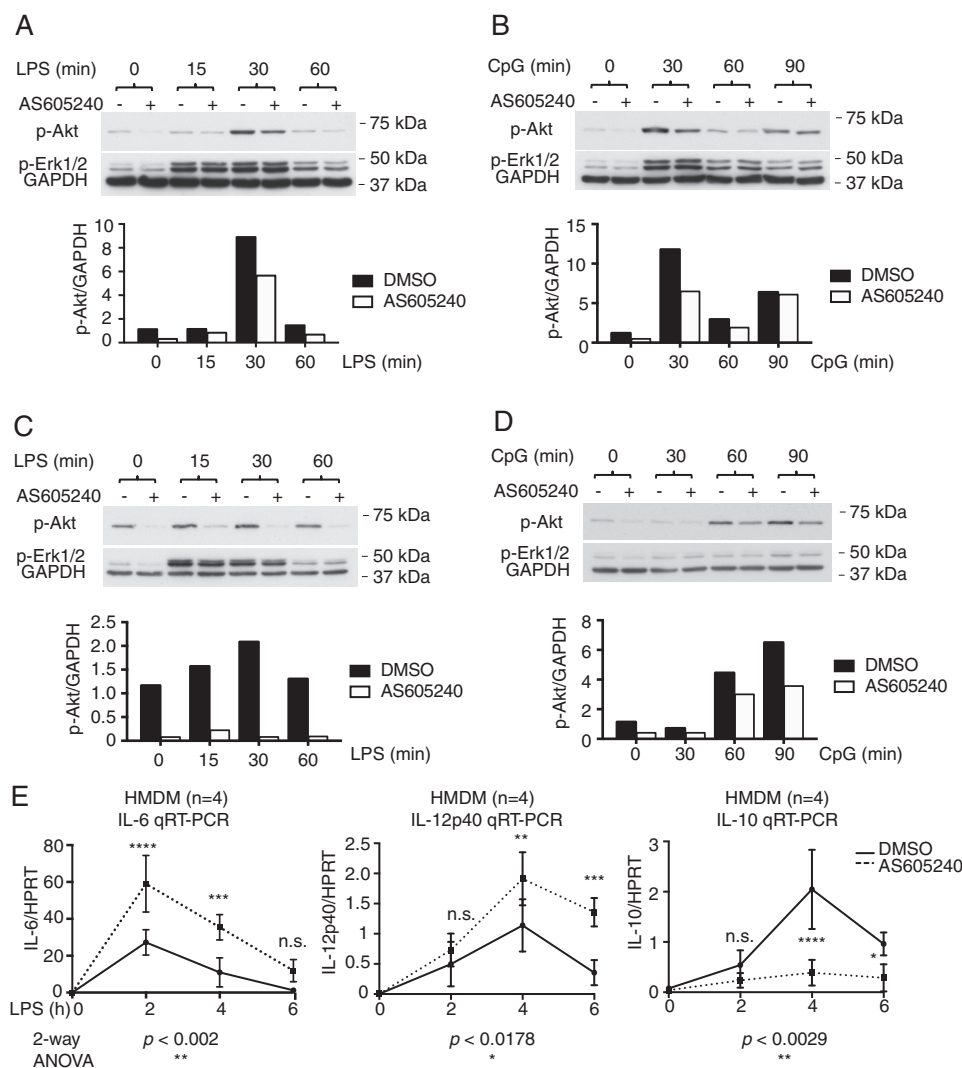 A
LPS (min) 0 15 30 60
AS605240 - + - + - + - +
p-Akt - 75 kDa
p-Erk1/2 - 50 kDa
GAPDH - 37 kDa
p-Akt/GAPDH
10
8
6
4
2
0
0 15 30 60 LPS (min)
DMSO
AS605240
B
CpG (min) 0 30 60 90
AS605240 - + - + - + - +
p-Akt - 75 kDa
p-Erk1/2 - 50 kDa
GAPDH - 37 kDa
p-Akt/GAPDH
15
10
5
0
0 30 60 90 CpG (min)
DMSO
AS605240
C
LPS (min) 0 15 30 60
AS605240 - + - + - + - +
p-Akt - 75 kDa
p-Erk1/2 - 50 kDa
GAPDH - 37 kDa
p-Akt/GAPDH
2.5
2.0
1.5
1.0
0.5
0
0 15 30 60 LPS (min)
DMSO
AS605240
D
CpG (min) 0 30 60 90
AS605240 - + - + - + - +
p-Akt - 75 kDa
p-Erk1/2 - 50 kDa
GAPDH - 37 kDa
p-Akt/GAPDH
8
6
4
2
0
0 30 60 90 CpG (min)
DMSO
AS605240
E
HMDM (n=4)
IL-6 qRT-PCR
IL-6/HPRT
80
60
40
20
0
**** *** n.s.
LPS (h) 0 2 4 6
HMDM (n=4)
IL-12p40 qRT-PCR
IL-12p40/HPRT
2.5
2.0
1.5
1.0
0.5
0
n.s. ** ***
0 2 4 6
HMDM (n=4)
IL-10 qRT-PCR
IL-10/HPRT
3
2
1
0
n.s. **** *
0 2 4 6
DMSO
AS605240
2-way ANOVA
p < 0.002
**
p < 0.0178
*
p < 0.0029
**